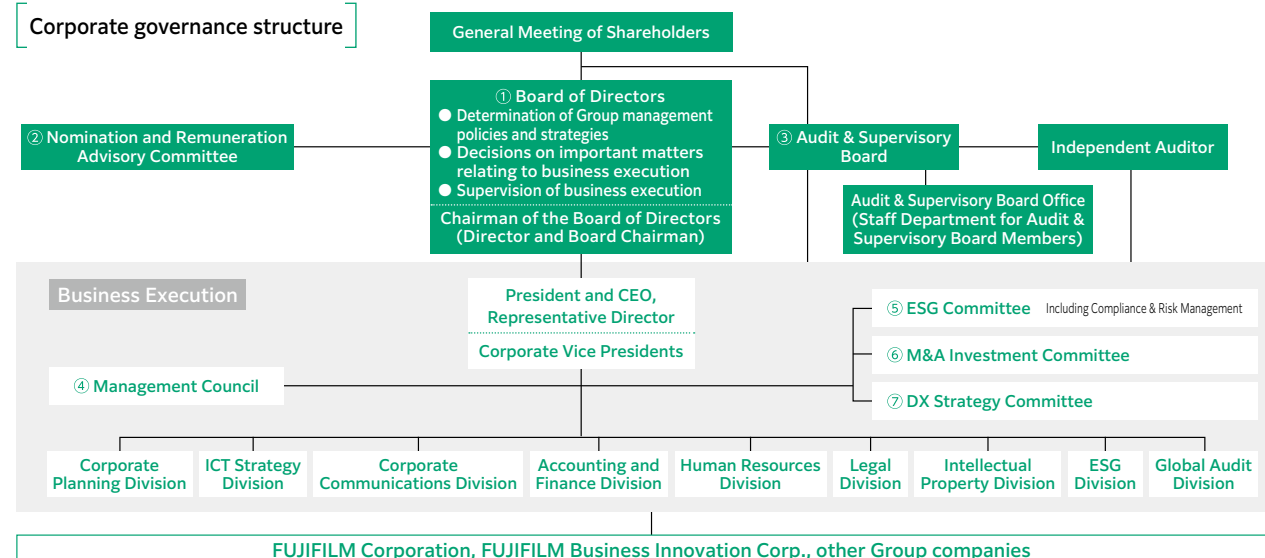 Corporate governance structure
General Meeting of Shareholders
① Board of Directors
● Determination of Group management
policies and strategies
● Decisions on important matters
relating to business execution
● Supervision of business execution
Chairman of the Board of Directors
(Director and Board Chairman)
② Nomination and Remuneration
Advisory Committee
③ Audit & Supervisory
Board
Independent Auditor
Audit & Supervisory Board Office
(Staff Department for Audit &
Supervisory Board Members)
Business Execution
President and CEO,
Representative Director
Corporate Vice Presidents
④ Management Council
⑤ ESG Committee Including Compliance & Risk Management
⑥ M&A Investment Committee
⑦ DX Strategy Committee
Corporate
Planning Division
ICT Strategy
Division
Corporate
Communications Division
Accounting and
Finance Division
Human Resources
Division
Legal
Division
Intellectual
Property Division
ESG
Division
Global Audit
Division
FUJIFILM Corporation, FUJIFILM Business Innovation Corp., other Group companies